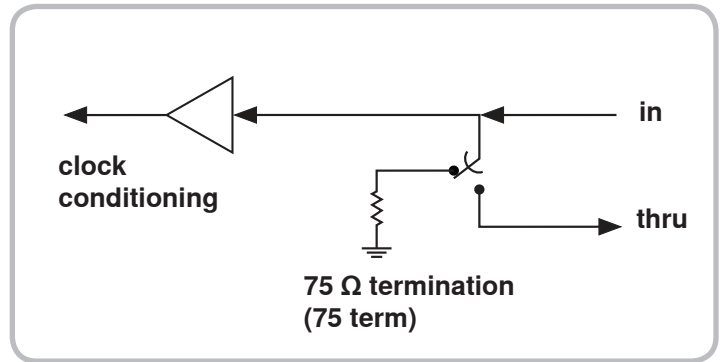 in
clock
conditioning
thru
75 Ω termination
(75 term)